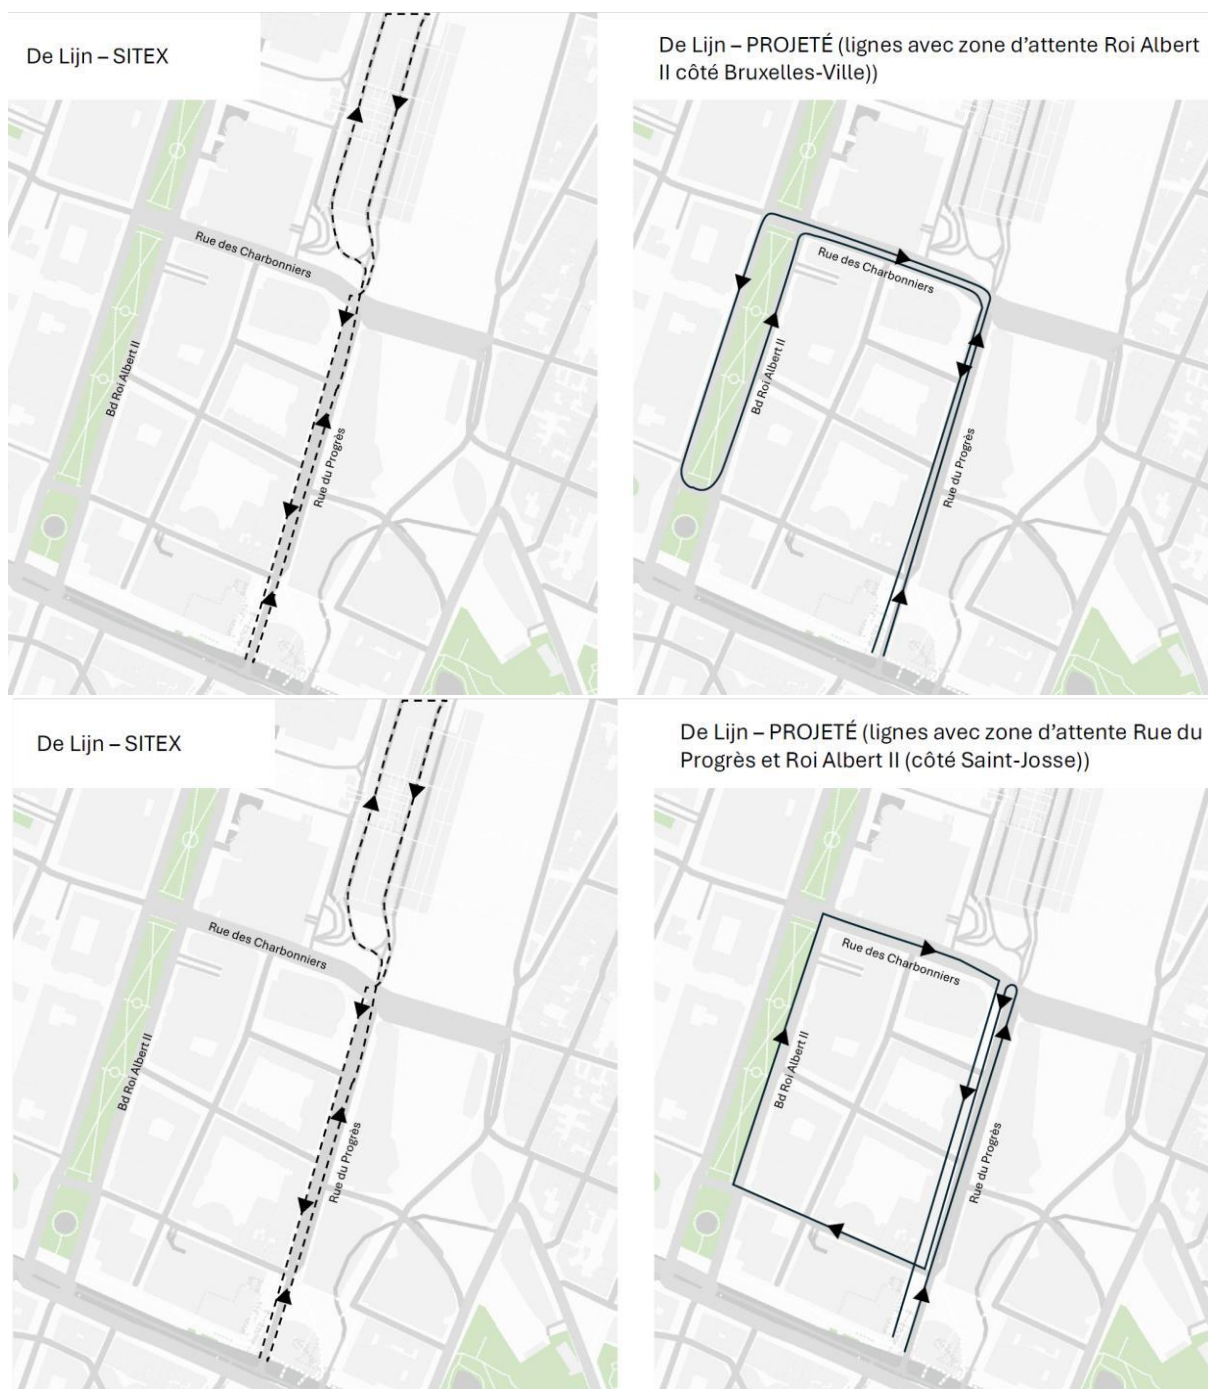 De Lijn – SITEX
De Lijn – PROJETÉ (lignes avec zone d’attente Roi Albert
II côté Bruxelles-Ville))
Rue des Charbonniers
Bd Roi Albert II
Rue du Progrès
Rue des Charbonniers
Bd Roi Albert II
Rue du Progrès
De Lijn – SITEX
De Lijn – PROJETÉ (lignes avec zone d’attente Rue du
Progrès et Roi Albert II (côté Saint-Josse))
Rue des Charbonniers
Bd Roi Albert II
Rue du Progrès
Rue des Charbonniers
Bd Roi Albert II
Rue du Progrès